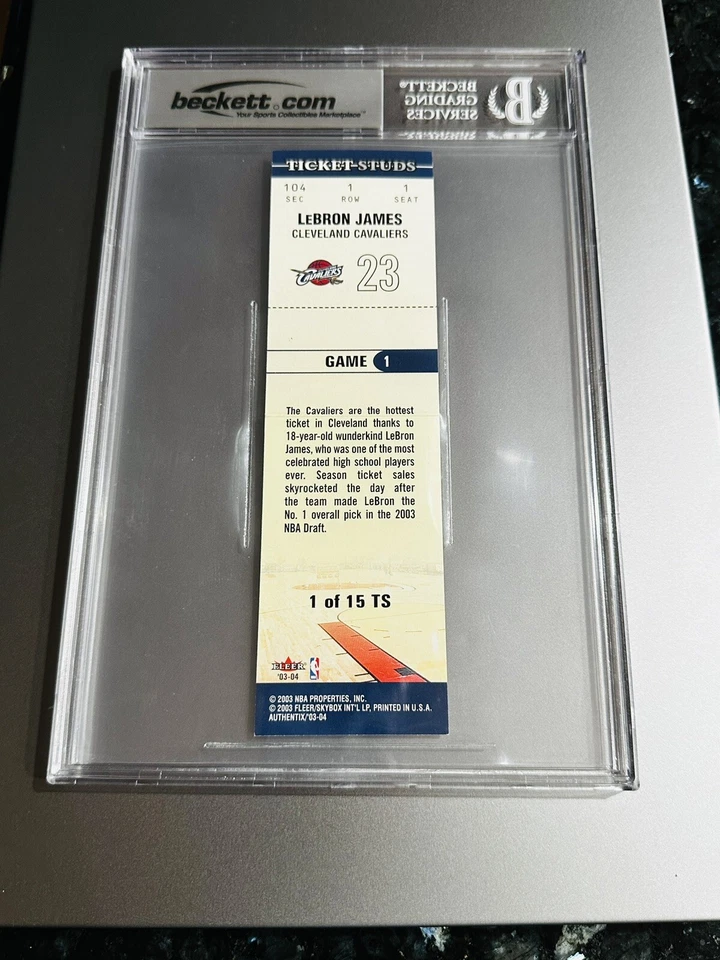 beckett.com
Your Sports Collectibles Marketplace™
BECKETT®
GRADING
SERVICES
B
TICKET STUDS
104 1 1
SEC ROW SEAT
LeBRON JAMES
CLEVELAND CAVALIERS
CAVALIERS 23
GAME 1
The Cavaliers are the hottest
ticket in Cleveland thanks to
18-year-old wunderkind LeBron
James, who was one of the most
celebrated high school players
ever. Season ticket sales
skyrocketed the day after
the team made LeBron the
No. 1 overall pick in the 2003
NBA Draft.
1 of 15 TS
FLEER
'03-04
© 2003 NBA PROPERTIES, INC.
© 2003 FLEER/SKYBOX INT'L LP, PRINTED IN U.S.A.
AUTHENTIX/'03-04